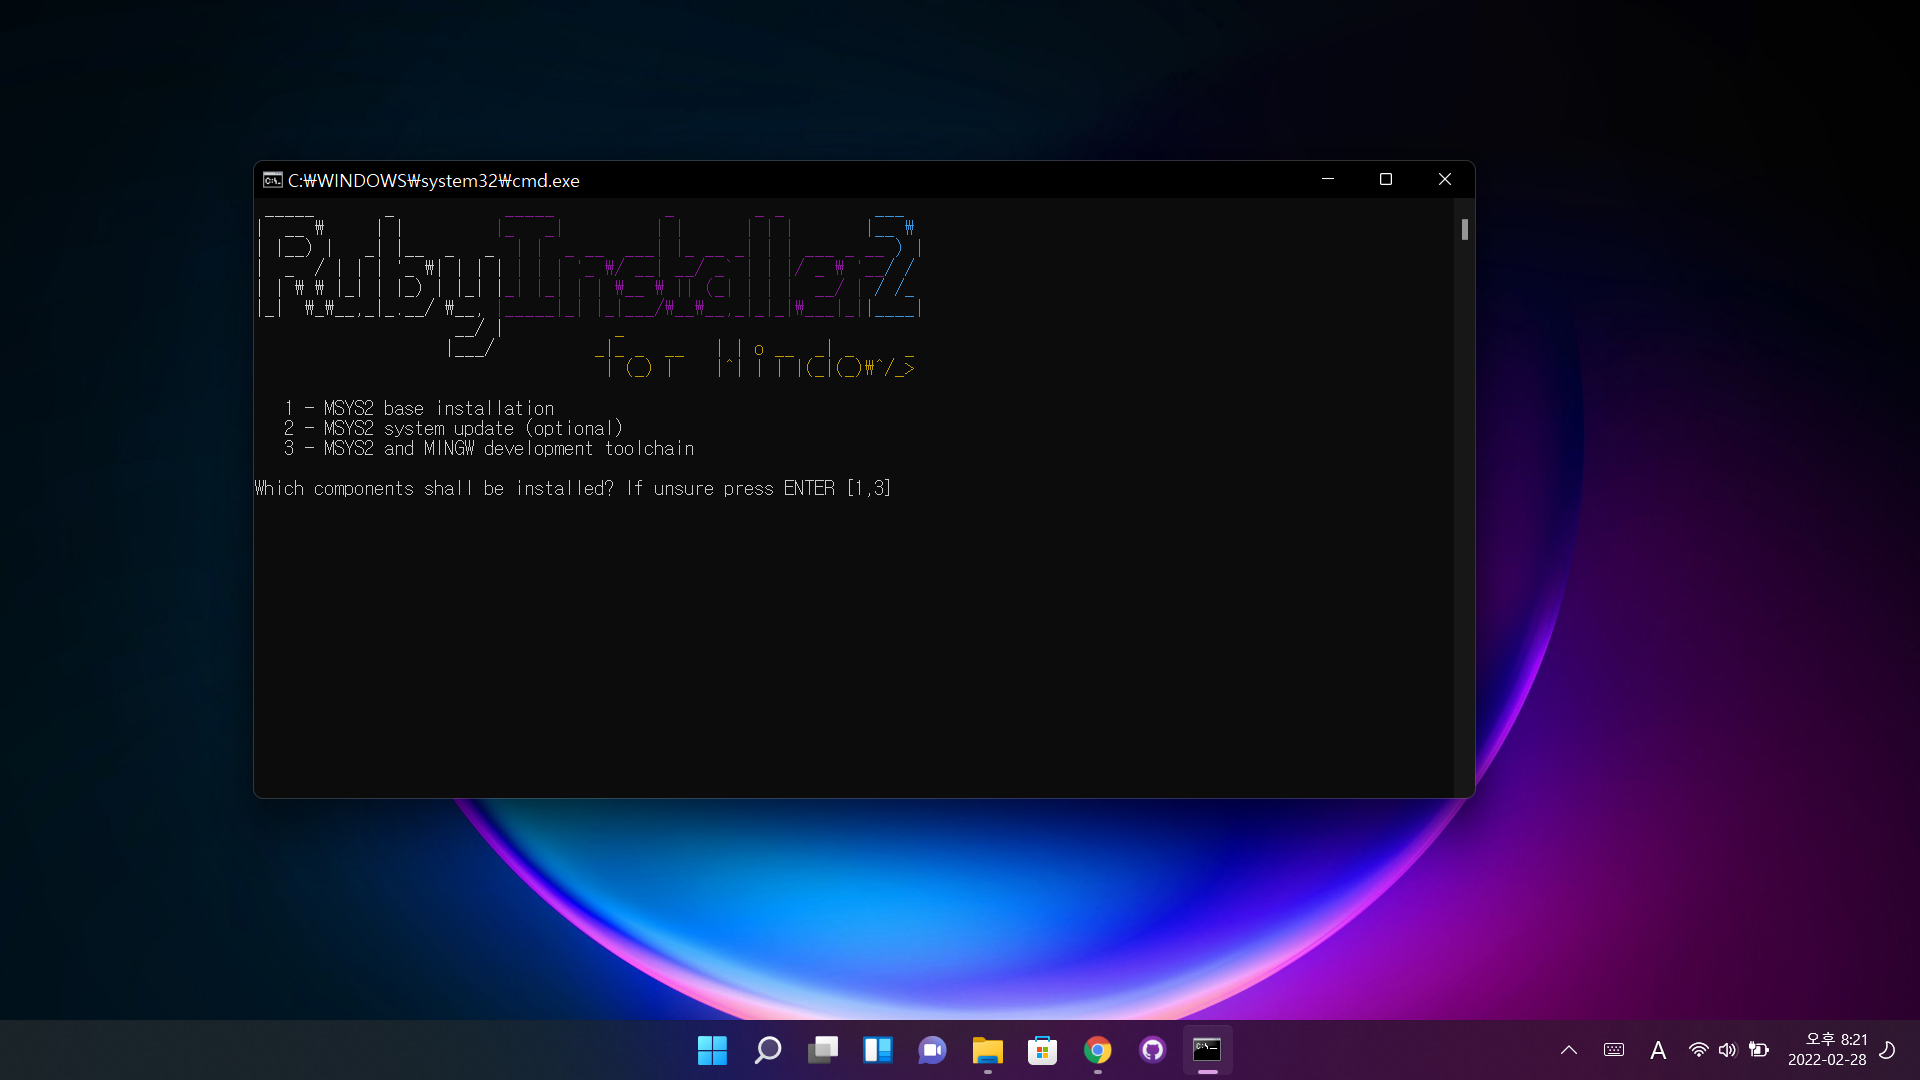 C:₩WINDOWS₩system32₩cmd.exe
RubyInstaller2
for Windows
1 - MSYS2 base installation
2 - MSYS2 system update (optional)
3 - MSYS2 and MINGW development toolchain
Which components shall be installed? If unsure press ENTER [1,3]
A
오후 8:21
2022-02-28